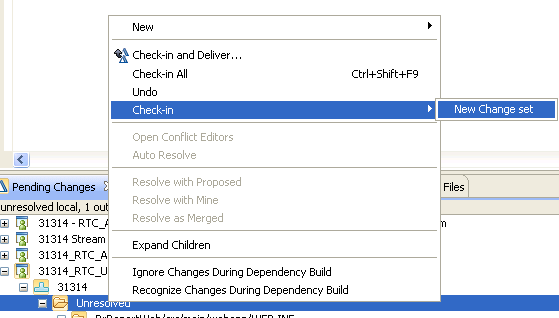 New
Check-in and Deliver...
Check-in All Ctrl+Shift+F9
Undo
Check-in
New Change set
Open Conflict Editors
Auto Resolve
Resolve with Proposed
Resolve with Mine
Resolve as Merged
Expand Children
Ignore Changes During Dependency Build
Recognize Changes During Dependency Build
Pending Changes
Files
unresolved local, 1 out
31314 - RTC_A
31314 Stream
31314_RTC_A
31314_RTC_U
31314
Unresolved